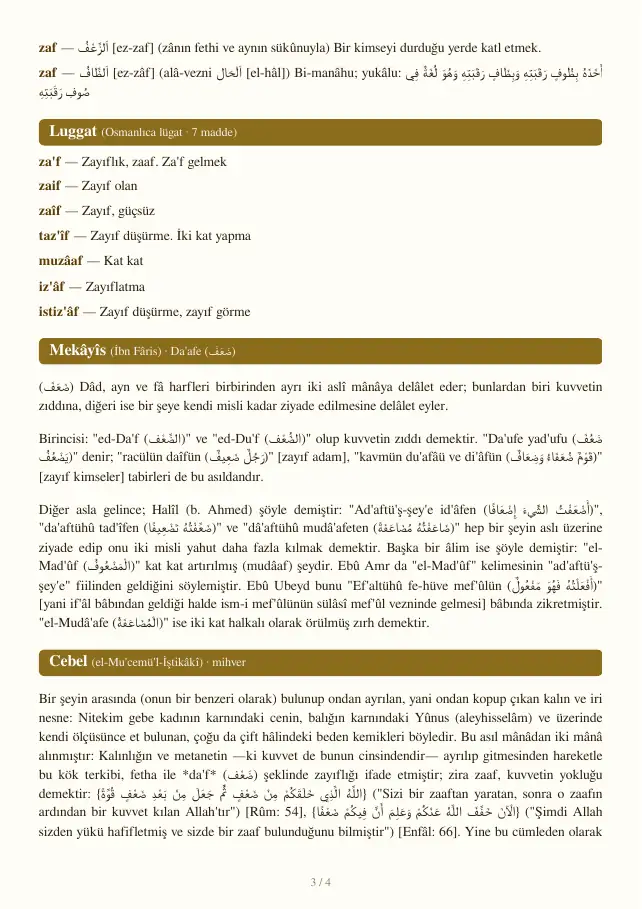 zaf — اَلزَّعْفُ [ez-zaf] (zânın fethi ve aynın sükûnuyla) Bir kimseyi durduğu yerde katl etmek.
zaf — اَلظَّافُ [ez-zâf] (alâ-vezni اَلْحَالِ [el-hâl]) Bi-manâhu; yukâlu: أَخَذَهُ بِظُوفِ رَقَبَتِهِ وَبِظَافِ رَقَبَتِهِ وَهُوَ لُغَةٌ فِي
صُوفِ رَقَبَتِهِ
Luggat (Osmanlıca lügat · 7 madde)
za'f — Zayıflık, zaaf. Za'f gelmek
zaif — Zayıf olan
zaîf — Zayıf, güçsüz
taz'îf — Zayıf düşürme. İki kat yapma
muzâaf — Kat kat
iz'âf — Zayıflatma
istiz'âf — Zayıf düşürme, zayıf görme
Mekâyîs (İbn Fâris) · Da'afe (ضَعَفَ)
(ضَعَفَ) Dâd, ayn ve fâ harfleri birbirinden ayrı iki aslî mânâya delâlet eder; bunlardan biri kuvvetin
zıddına, diğeri ise bir şeye kendi misli kadar ziyade edilmesine delâlet eyler.
Birincisi: "ed-Da'f (الضَّعْف)" ve "ed-Du'f (الضُّعْف)" olup kuvvetin zıddı demektir. "Da'ufe yad'ufu (ضَعُفَ
يَضْعُفُ)" denir; "racülün daîfün (رَجُلٌ ضَعِيفٌ)" [zayıf adam], "kavmün du'afâü ve di'âfün (قَوْمٌ ضُعَفَاءُ وَضِعَافٌ)"
[zayıf kimseler] tabirleri de bu asıldandır.
Diğer asla gelince; Halîl (b. Ahmed) şöyle demiştir: "Ad'aftü'ş-şey'e id'âfen (أَضْعَفْتُ الشَّيْءَ إِضْعَافًا)",
"da'aftühû tad'îfen (ضَعَّفْتُهُ تَضْعِيفًا)" ve "dâ'aftühû mudâ'afeten (ضَاعَفْتُهُ مُضَاعَفَةً)" hep bir şeyin aslı üzerine
ziyade edip onu iki misli yahut daha fazla kılmak demektir. Başka bir âlim ise şöyle demiştir: "el-
Mad'ûf (الْمَضْعُوفُ)" kat kat artırılmış (mudâaf) şeydir. Ebû Amr da "el-Mad'ûf" kelimesinin "ad'aftü'ş-
şey'e" fiilinden geldiğini söylemiştir. Ebû Ubeyd bunu "Ef'altühû fe-hüve mef'ûlün (أَفْعَلْتُهُ فَهُوَ مَفْعُولٌ)"
[yani if'âl bâbından geldiği halde ism-i mef'ûlünün sülâsî mef'ûl vezninde gelmesi] bâbında zikretmiştir.
"el-Mudâ'afe (الْمُضَاعَفَةُ)" ise iki kat halkalı olarak örülmüş zırh demektir.
Cebel (el-Mu'cemü'l-İştikâkî) · mihver
Bir şeyin arasında (onun bir benzeri olarak) bulunup ondan ayrılan, yani ondan kopup çıkan kalın ve iri
nesne: Nitekim gebe kadının karnındaki cenin, balığın karnındaki Yûnus (aleyhisselâm) ve üzerinde
kendi ölçüsünce et bulunan, çoğu da çift hâlindeki beden kemikleri böyledir. Bu asıl mânâdan iki mânâ
alınmıştır: Kalınlığın ve metanetin —ki kuvvet de bunun cinsindendir— ayrılıp gitmesinden hareketle
bu kök terkibi, fetha ile *da'f* (ضَعْف) şeklinde zayıflığı ifade etmiştir; zira zaaf, kuvvetin yokluğu
demektir: {اللَّهُ الَّذِي خَلَقَكُمْ مِنْ ضَعْفٍ ثُمَّ جَعَلَ مِنْ بَعْدِ ضَعْفٍ قُوَّةً} ("Sizi bir zaaftan yaratan, sonra o zaafın
ardından bir kuvvet kılan Allah'tır") [Rûm: 54], {الْآنَ خَفَّفَ اللَّهُ عَنْكُمْ وَعَلِمَ أَنَّ فِيكُمْ ضَعْفًا} ("Şimdi Allah
sizden yükü hafifletmiş ve sizde bir zaaf bulunduğunu bilmiştir") [Enfâl: 66]. Yine bu cümleden olarak
3 / 4